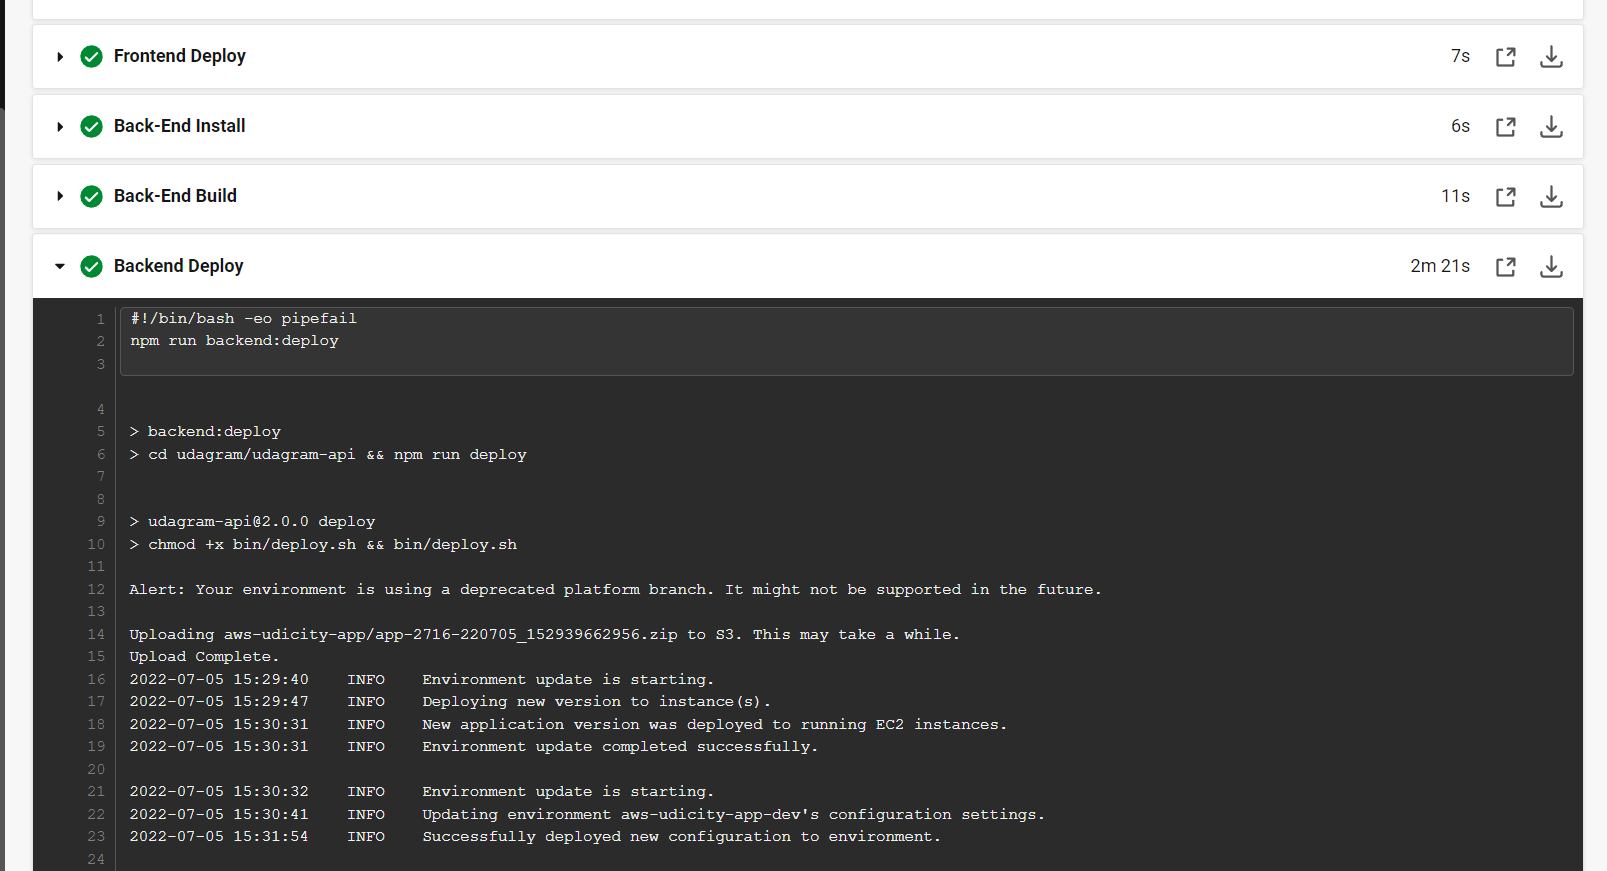 Frontend Deploy 7s
Back-End Install 6s
Back-End Build 11s
Backend Deploy 2m 21s
1 #!/bin/bash -eo pipefail
2 npm run backend:deploy
3
4
5 > backend:deploy
6 > cd udagram/udagram-api && npm run deploy
7
8
9 > udagram-api@2.0.0 deploy
10 > chmod +x bin/deploy.sh && bin/deploy.sh
11
12 Alert: Your environment is using a deprecated platform branch. It might not be supported in the future.
13
14 Uploading aws-udicity-app/app-2716-220705_152939662956.zip to S3. This may take a while.
15 Upload Complete.
16 2022-07-05 15:29:40 INFO Environment update is starting.
17 2022-07-05 15:29:47 INFO Deploying new version to instance(s).
18 2022-07-05 15:30:31 INFO New application version was deployed to running EC2 instances.
19 2022-07-05 15:30:31 INFO Environment update completed successfully.
20
21 2022-07-05 15:30:32 INFO Environment update is starting.
22 2022-07-05 15:30:41 INFO Updating environment aws-udicity-app-dev's configuration settings.
23 2022-07-05 15:31:54 INFO Successfully deployed new configuration to environment.
24